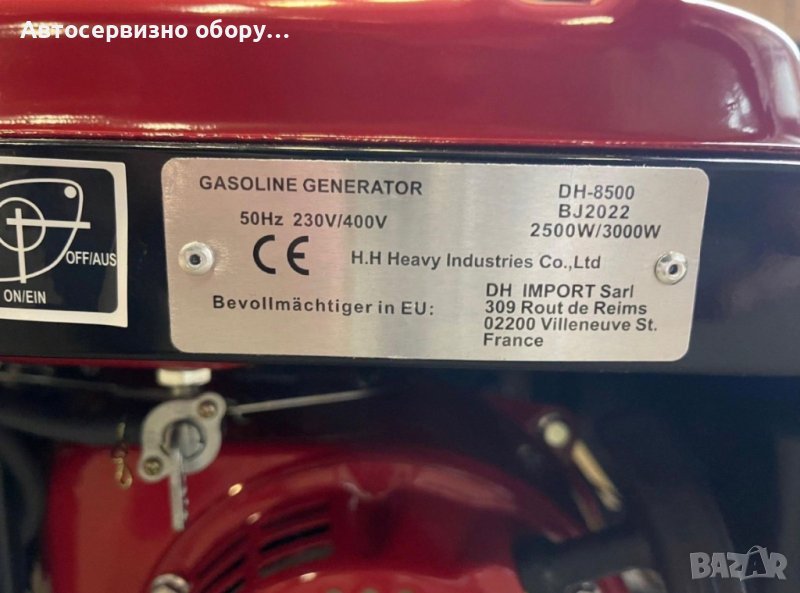 Автосервизно обору...
GASOLINE GENERATOR
DH-8500
50Hz 230V/400V
BJ2022
2500W/3000W
CE
H.H Heavy Industries Co.,Ltd
Bevollmächtiger in EU:
DH IMPORT Sarl
309 Rout de Reims
02200 Villeneuve St.
France
OFF/AUS
ON/EIN
BAZAR